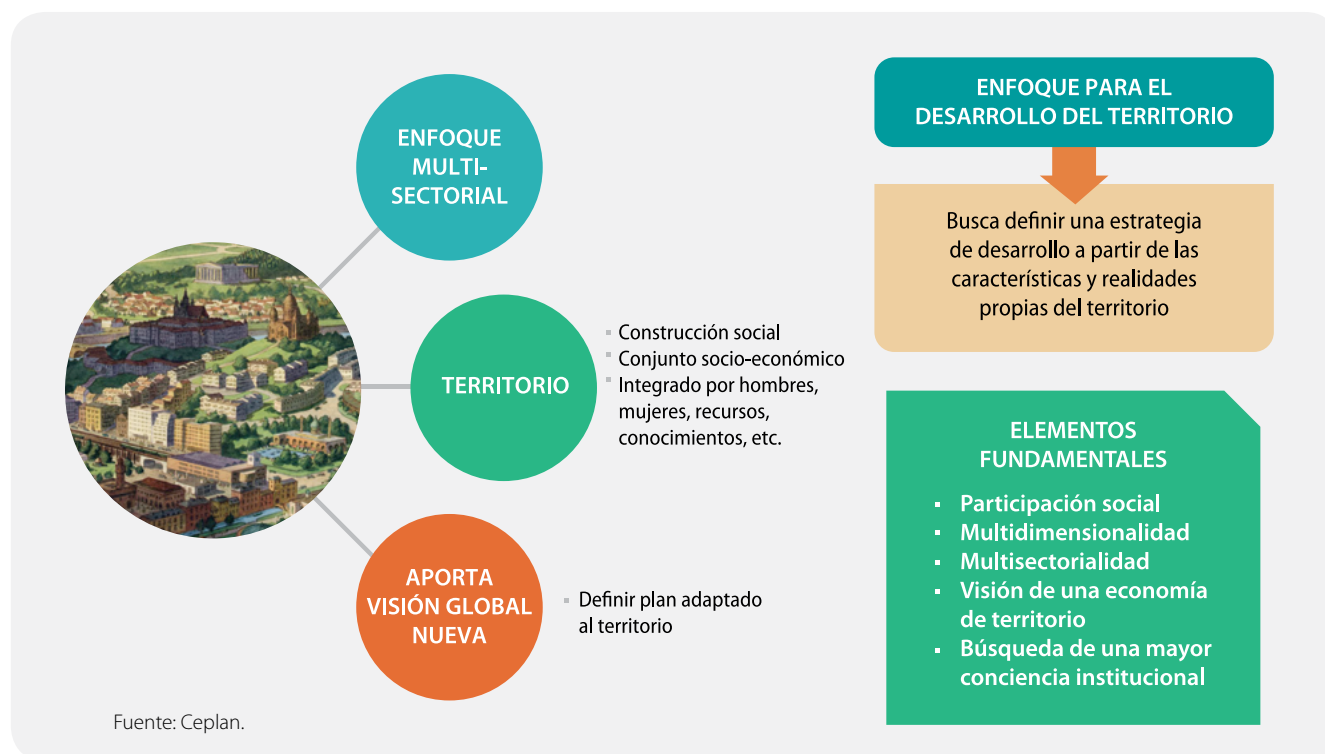 ENFOQUE
MULTI-
SECTORIAL
TERRITORIO
▪ Construcción social
▪ Conjunto socio-económico
▪ Integrado por hombres,
mujeres, recursos,
conocimientos, etc.
APORTA
VISIÓN GLOBAL
NUEVA
▪ Definir plan adaptado
al territorio
Fuente: Ceplan.
ENFOQUE PARA EL
DESARROLLO DEL TERRITORIO
Busca definir una estrategia
de desarrollo a partir de las
características y realidades
propias del territorio
ELEMENTOS
FUNDAMENTALES
▪ Participación social
▪ Multidimensionalidad
▪ Multisectorialidad
▪ Visión de una economía
de territorio
▪ Búsqueda de una mayor
conciencia institucional